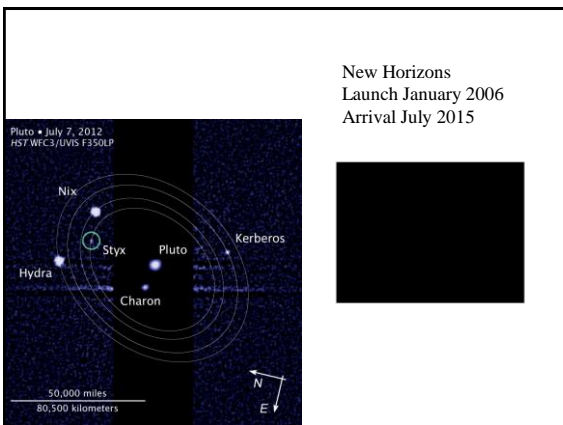 New Horizons
Launch January 2006
Arrival July 2015
Pluto • July 7, 2012
HST WFC3/UVIS F350LP
Nix
Styx
Pluto
Kerberos
Hydra
Charon
50,000 miles
80,500 kilometers
N
E